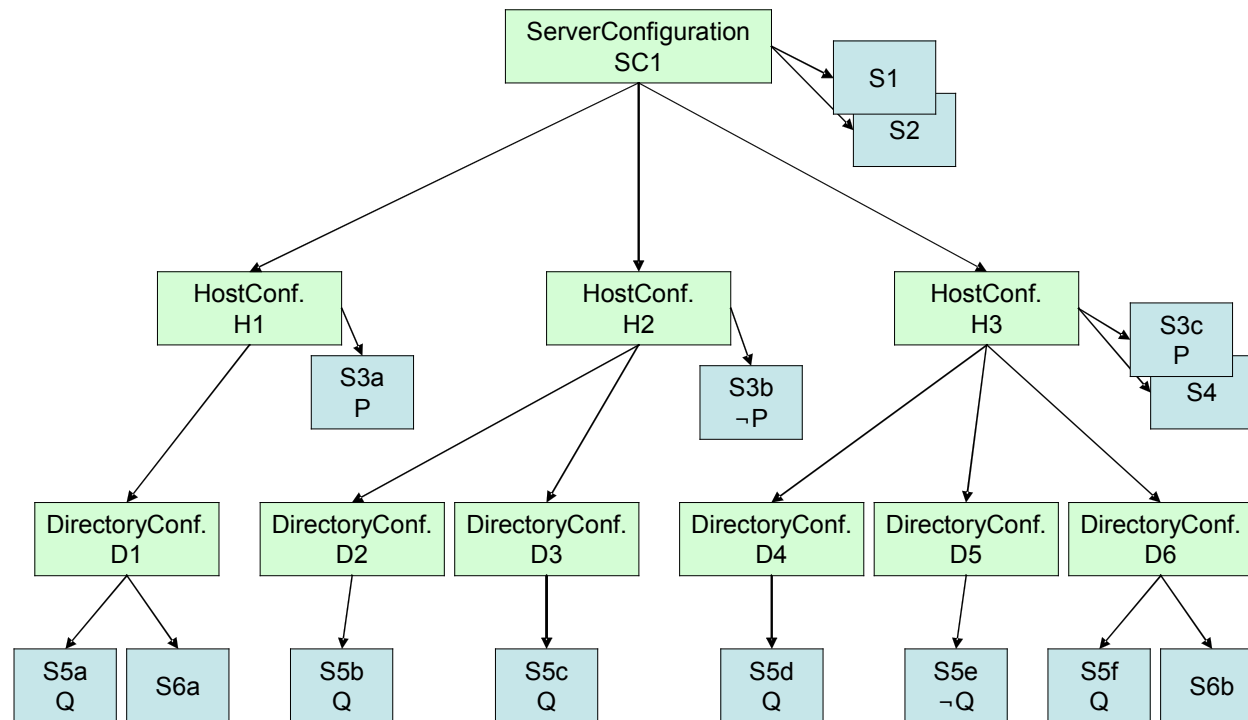 ServerConfiguration
SC1
S1
S2
HostConf.
H1
HostConf.
H2
HostConf.
H3
S3a
P
S3b
¬P
S3c
P
S4
DirectoryConf.
D1
DirectoryConf.
D2
DirectoryConf.
D3
DirectoryConf.
D4
DirectoryConf.
D5
DirectoryConf.
D6
S5a
Q
S6a
S5b
Q
S5c
Q
S5d
Q
S5e
¬Q
S5f
Q
S6b